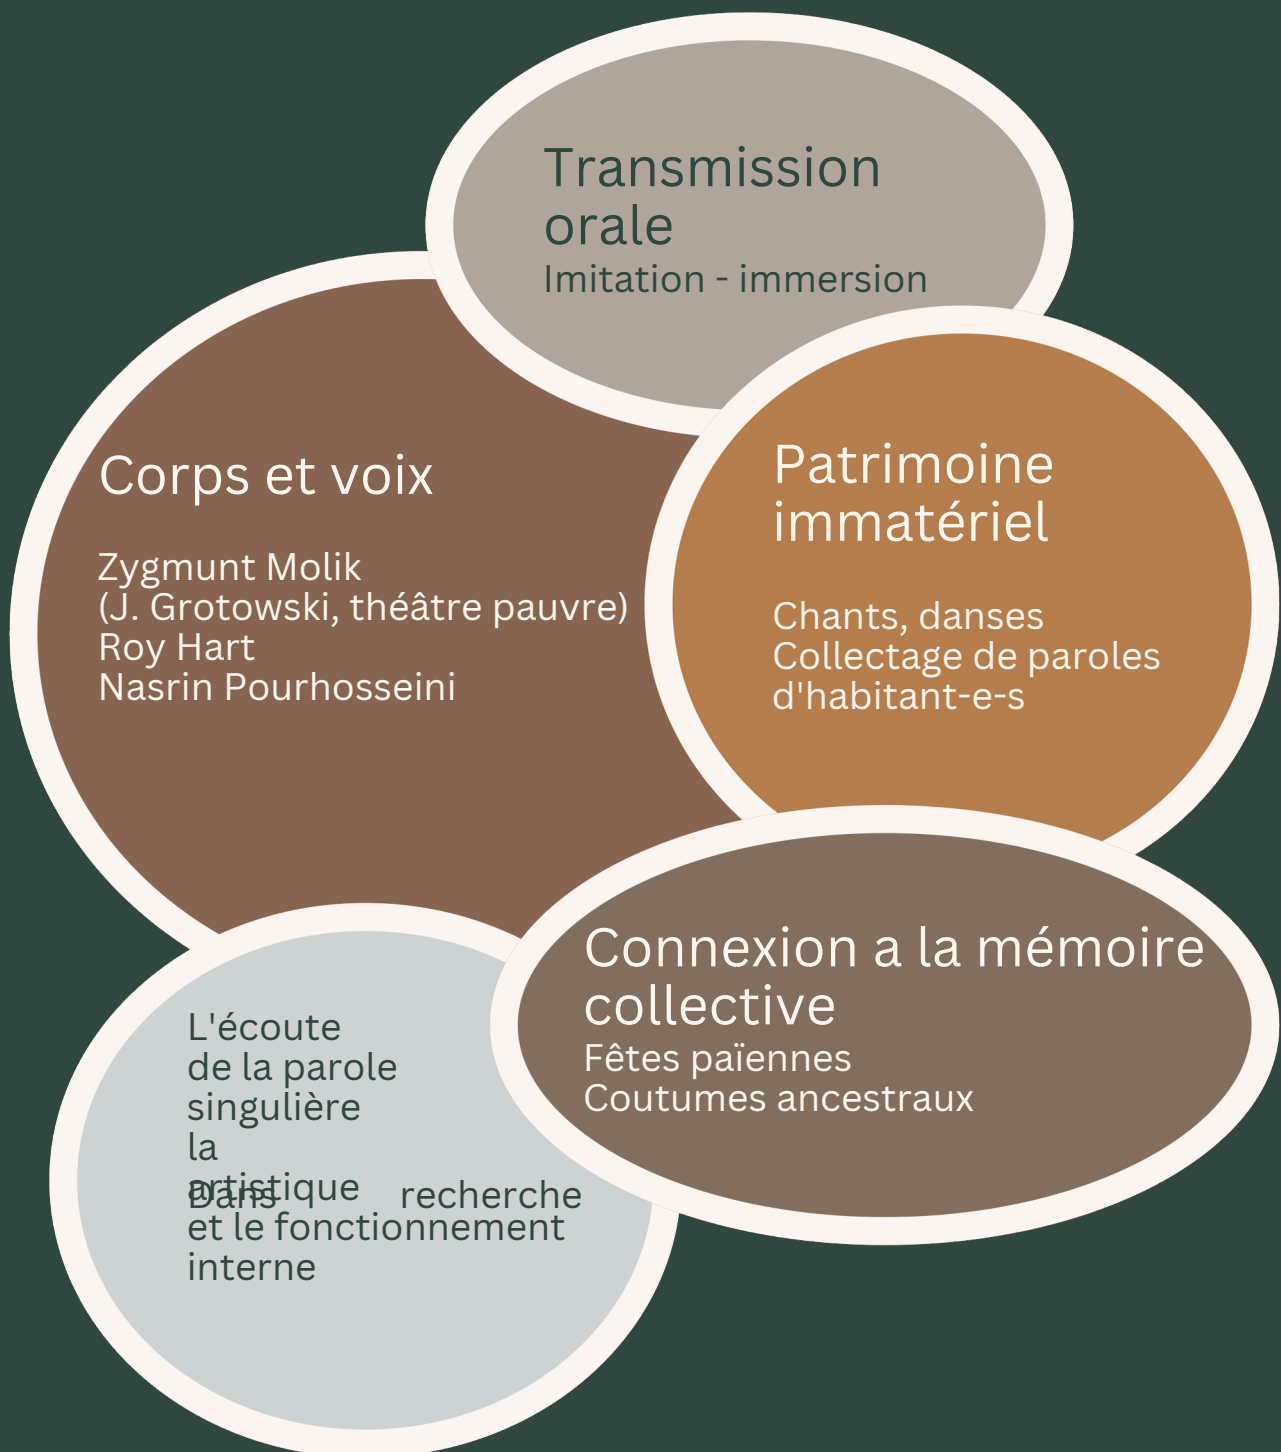 Transmission
orale
Imitation - immersion
Corps et voix
Zygmunt Molik
(J. Grotowski, théâtre pauvre)
Roy Hart
Nasrin Pourhosseini
Patrimoine
immatériel
Chants, danses
Collectage de paroles
d'habitant-e-s
Connexion a la mémoire
collective
Fêtes païennes
Coutumes ancestraux
L'écoute
de la parole
singulière
la
artistique
Dans recherche
et le fonctionnement
interne